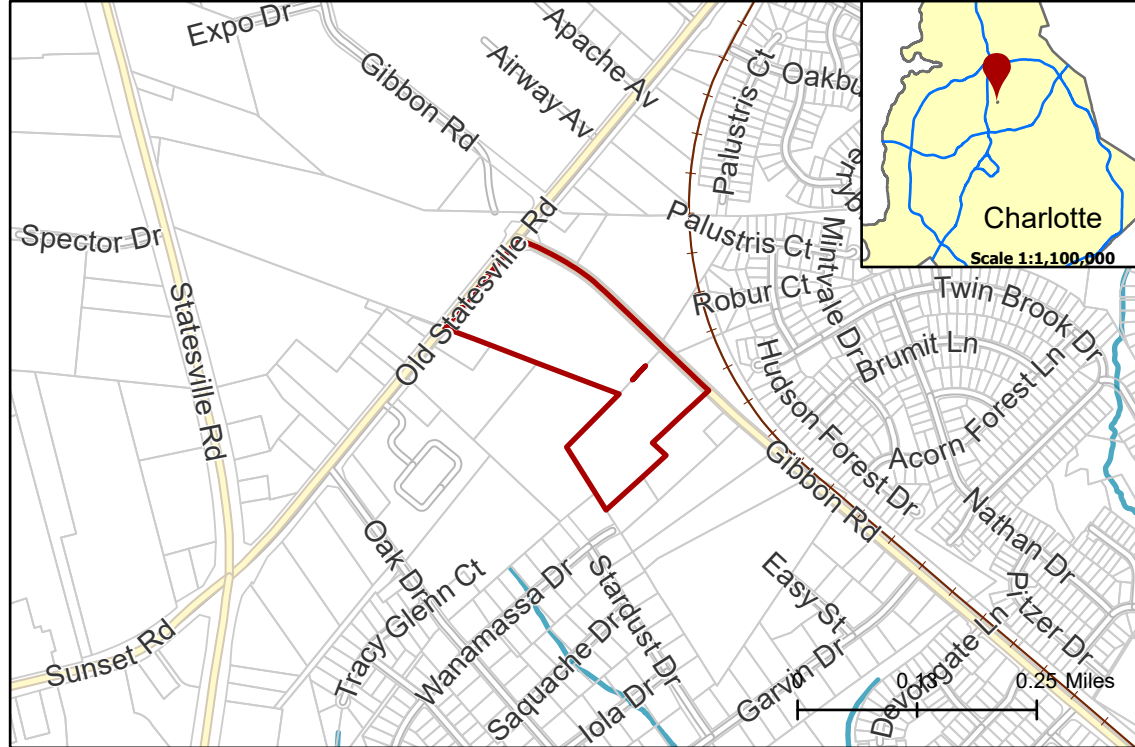 Expo Dr
Gibbon Rd
Apache Av
Airway Av
Palustris Ct
Charlotte
Scale 1:1,100,000
Spector Dr
Statesville Rd
Old Statesville Rd
Palustris Ct
Robur Ct
Mintvale Dr
Twin Brook Dr
Brumit Ln
Acorn Forest Ln
Hudson Forest Dr
Gibbon Rd
Nathan Dr
Pitzer Dr
Oak Dr
Tracy Glenn Ct
Wanamassa Dr
Stardust Dr
Saquache Dr
Iola Dr
Easy St
Garvin Dr
Devongate Ln
Sunset Rd
0 0.13 0.25 Miles